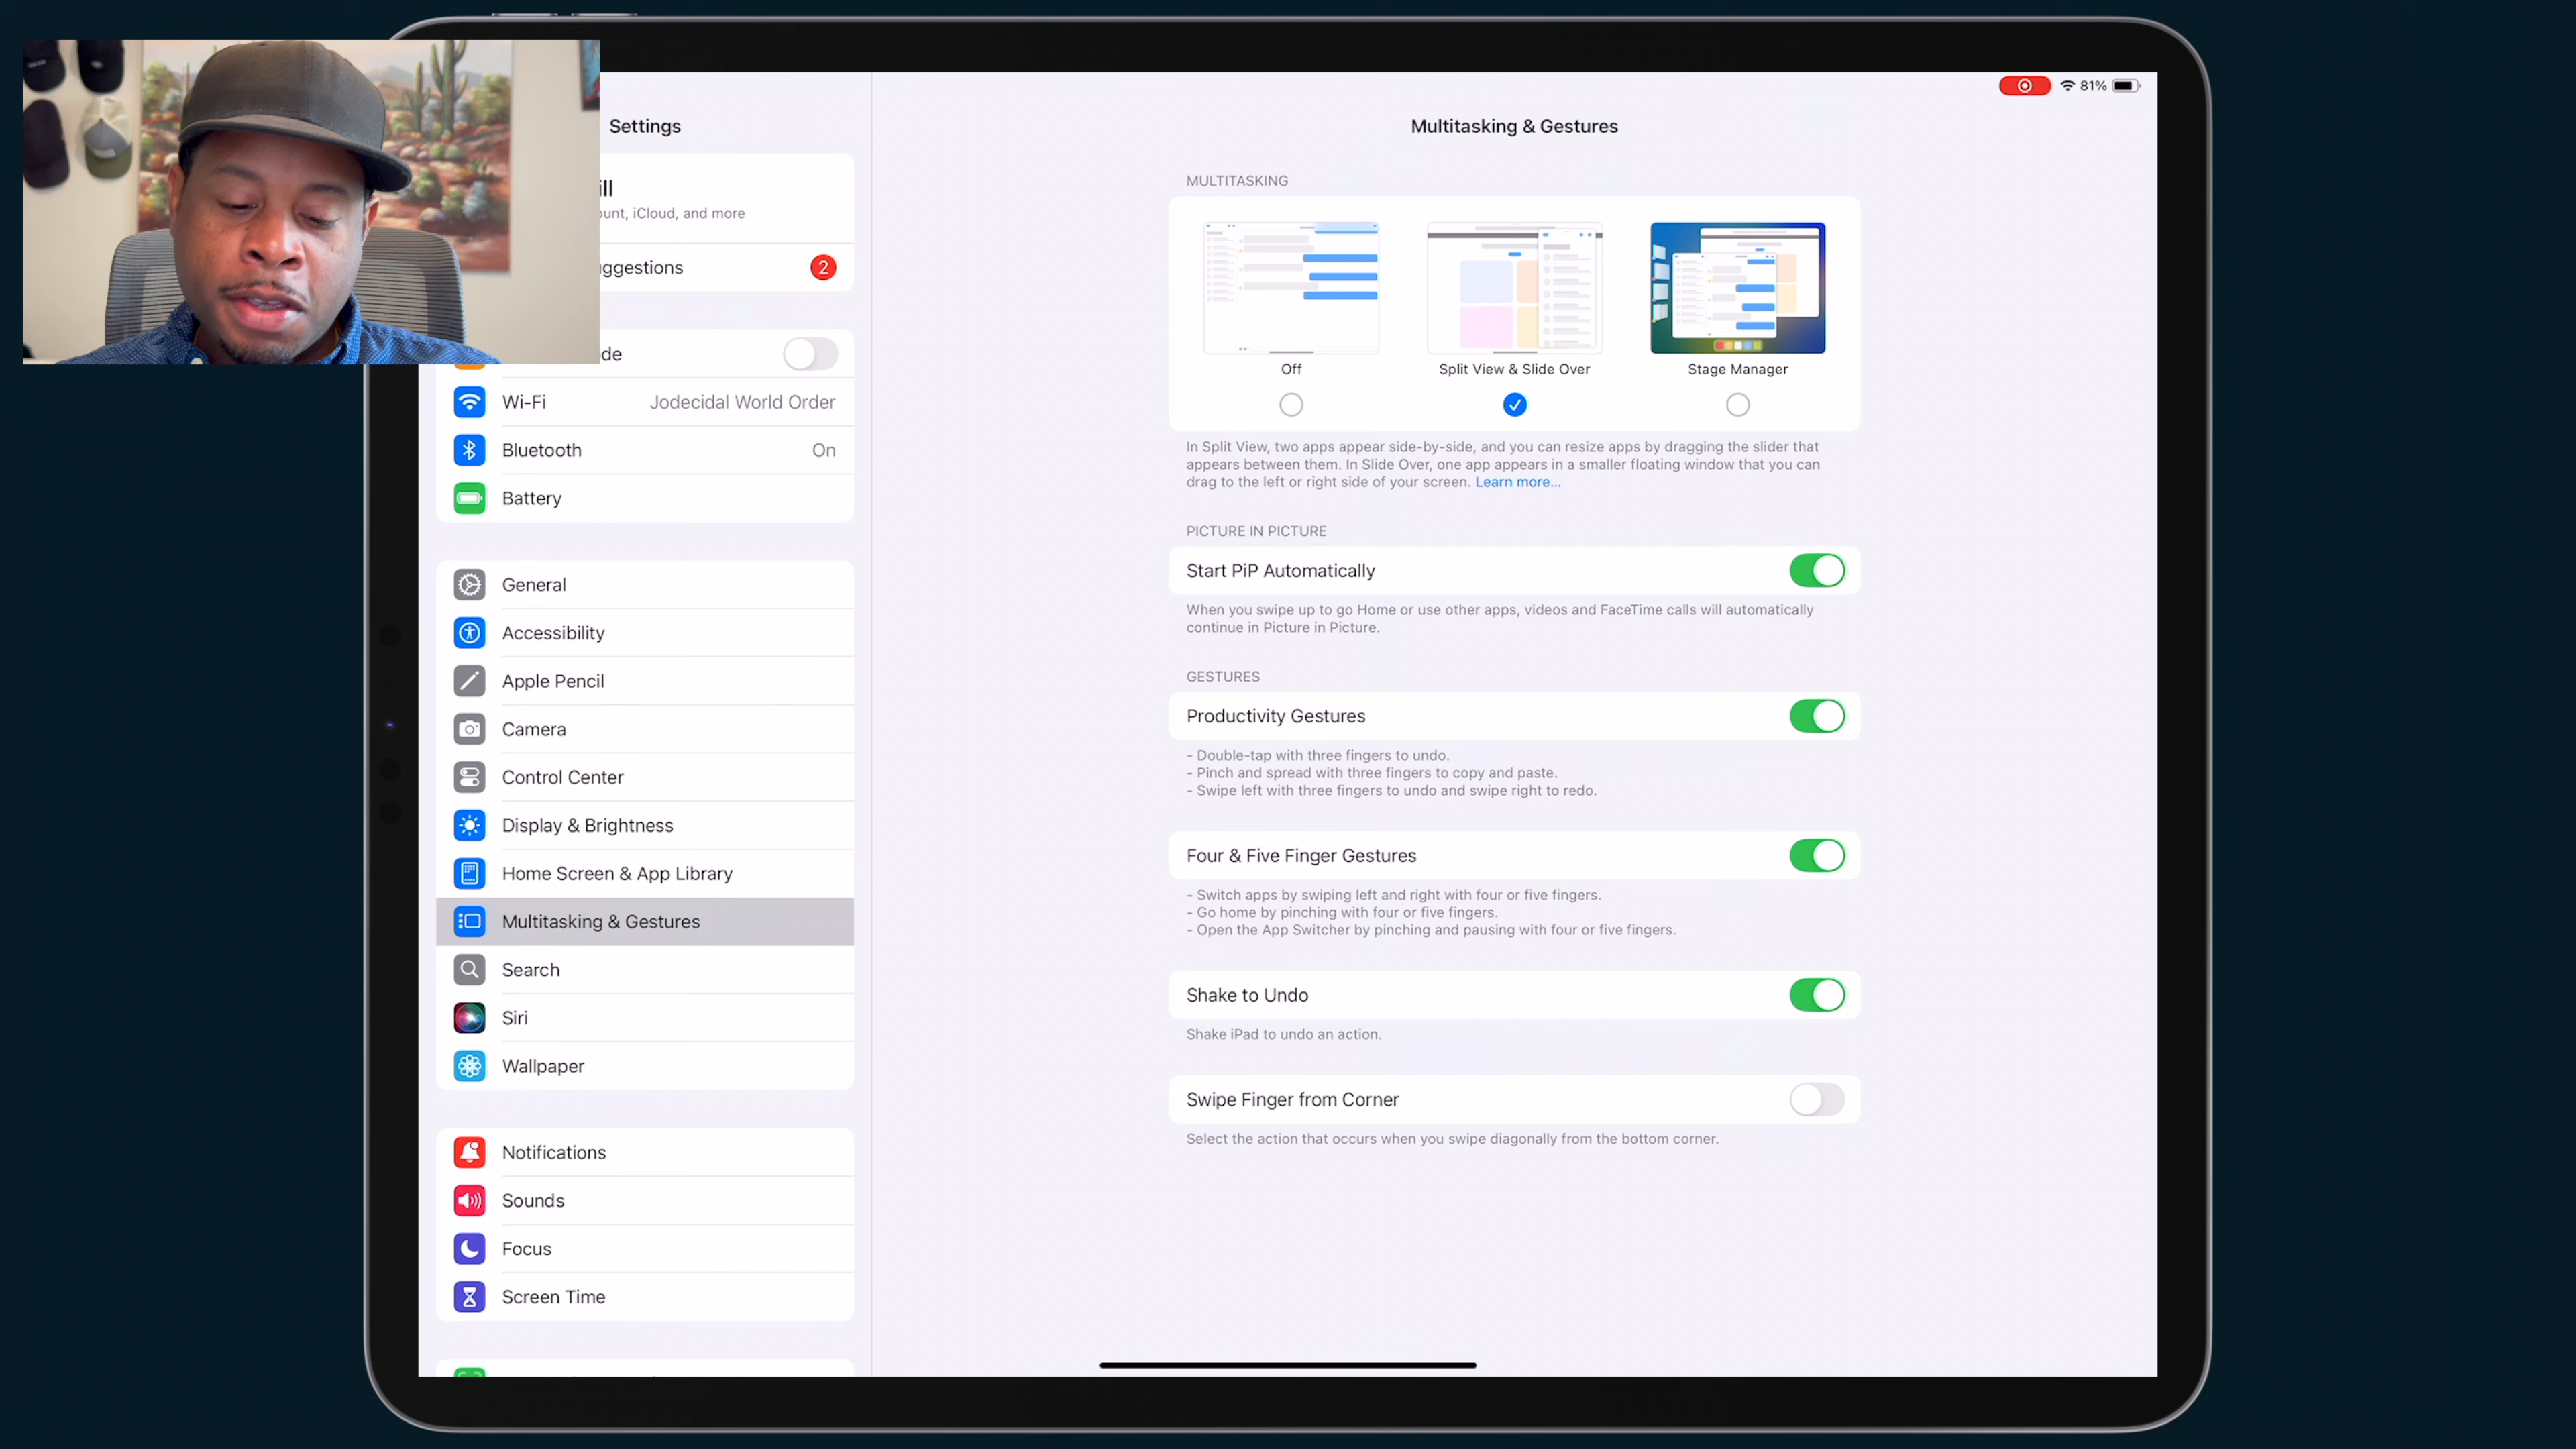 81%
Settings
ill
ount, iCloud, and more
ggestions
2
de
Wi-Fi
Jodecidal World Order
Bluetooth
On
Battery
General
Accessibility
Apple Pencil
Camera
Control Center
Display & Brightness
Home Screen & App Library
Multitasking & Gestures
Search
Siri
Wallpaper
Notifications
Sounds
Focus
Screen Time
Multitasking & Gestures
MULTITASKING
Off
Split View & Slide Over
Stage Manager
In Split View, two apps appear side-by-side, and you can resize apps by dragging the slider that
appears between them. In Slide Over, one app appears in a smaller floating window that you can
drag to the left or right side of your screen. Learn more...
PICTURE IN PICTURE
Start PiP Automatically
When you swipe up to go Home or use other apps, videos and FaceTime calls will automatically
continue in Picture in Picture.
GESTURES
Productivity Gestures
- Double-tap with three fingers to undo.
- Pinch and spread with three fingers to copy and paste.
- Swipe left with three fingers to undo and swipe right to redo.
Four & Five Finger Gestures
- Switch apps by swiping left and right with four or five fingers.
- Go home by pinching with four or five fingers.
- Open the App Switcher by pinching and pausing with four or five fingers.
Shake to Undo
Shake iPad to undo an action.
Swipe Finger from Corner
Select the action that occurs when you swipe diagonally from the bottom corner.